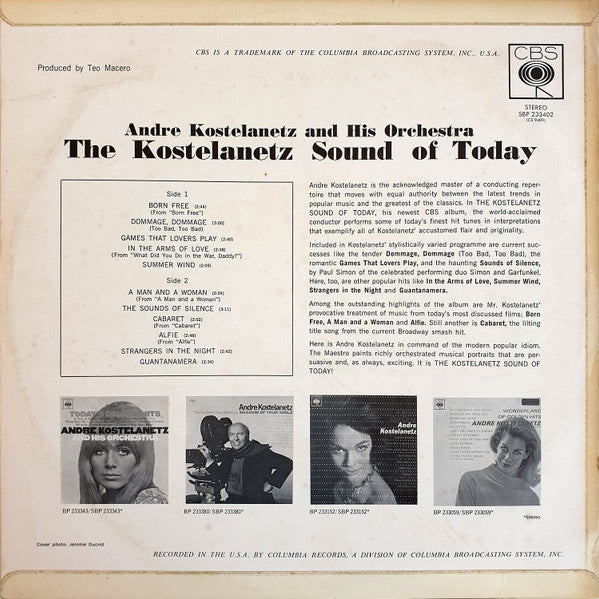 CBS IS A TRADEMARK OF THE COLUMBIA BROADCASTING SYSTEM, INC., U.S.A.
CBS
Produced by Teo Macero
STEREO
SBP 233402
Andre Kostelanetz and His Orchestra
The Kostelanetz Sound of Today
Side 1
BORN FREE (2:44)
(From "Born Free")
DOMMAGE, DOMMAGE (3:00)
(Too Bad, Too Bad)
GAMES THAT LOVERS PLAY (2:40)
IN THE ARMS OF LOVE (2:58)
(From "What Did You Do in the War, Daddy?")
SUMMER WIND (2:09)
Side 2
A MAN AND A WOMAN (2:04)
(From "A Man and a Woman")
THE SOUNDS OF SILENCE (3:11)
CABARET (2:02)
(From "Cabaret")
ALFIE (2:48)
(From "Alfie")
STRANGERS IN THE NIGHT (2:42)
GUANTANAMERA (2:34)
Andre Kostelanetz is the acknowledged master of a conducting reper-
toire that moves with equal authority between the latest trends in
popular music and the greatest of the classics. In THE KOSTELANETZ
SOUND OF TODAY, his newest CBS album, the world-acclaimed
conductor performs some of today's finest hit tunes in interpretations
that exemplify all of Kostelanetz' accustomed flair and originality.
Included in Kostelanetz' stylistically varied programme are current suc-
cesses like the tender Dommage, Dommage (Too Bad, Too Bad), the
romantic Games That Lovers Play, and the haunting Sounds of Silence,
by Paul Simon of the celebrated performing duo Simon and Garfunkel.
Here, too, are other popular hits like In the Arms of Love, Summer Wind,
Strangers in the Night and Guantanamera.
Among the outstanding highlights of the album are Mr. Kostelanetz'
provocative treatment of music from today's most discussed films; Born
Free, A Man and a Woman and Alfie. Still another is Cabaret, the lilting
title song from the current Broadway smash hit.
Here is Andre Kostelanetz in command of the modern popular idiom.
The Maestro paints richly orchestrated musical portraits that are per-
suasive and, as always, exciting. It is THE KOSTELANETZ SOUND OF
TODAY!
TODAY'S HITS
ANDRE KOSTELANETZ
AND HIS ORCHESTRA
Andre Kostelanetz
SHADOW OF YOUR SMILE
Andre
Kostelanetz
WONDERLAND
OF GOLDEN HITS
ANDRE KOSTELANETZ
BP 233343/SBP 233343*
BP 233380/SBP 233380*
BP 233152/SBP 233152*
BP 233059/SBP 233059*
*Stereo
Cover photo: Jerome Ducrot
RECORDED IN THE U.S.A. BY COLUMBIA RECORDS, A DIVISION OF COLUMBIA BROADCASTING SYSTEM, INC.